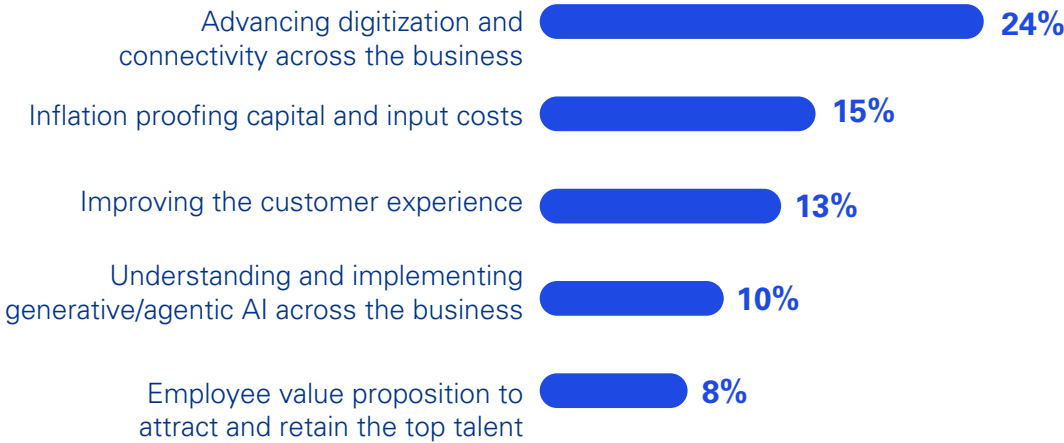 Advancing digitization and
connectivity across the business
24%
Inflation proofing capital and input costs
15%
Improving the customer experience
13%
Understanding and implementing
generative/agentic AI across the business
10%
Employee value proposition to
attract and retain the top talent
8%